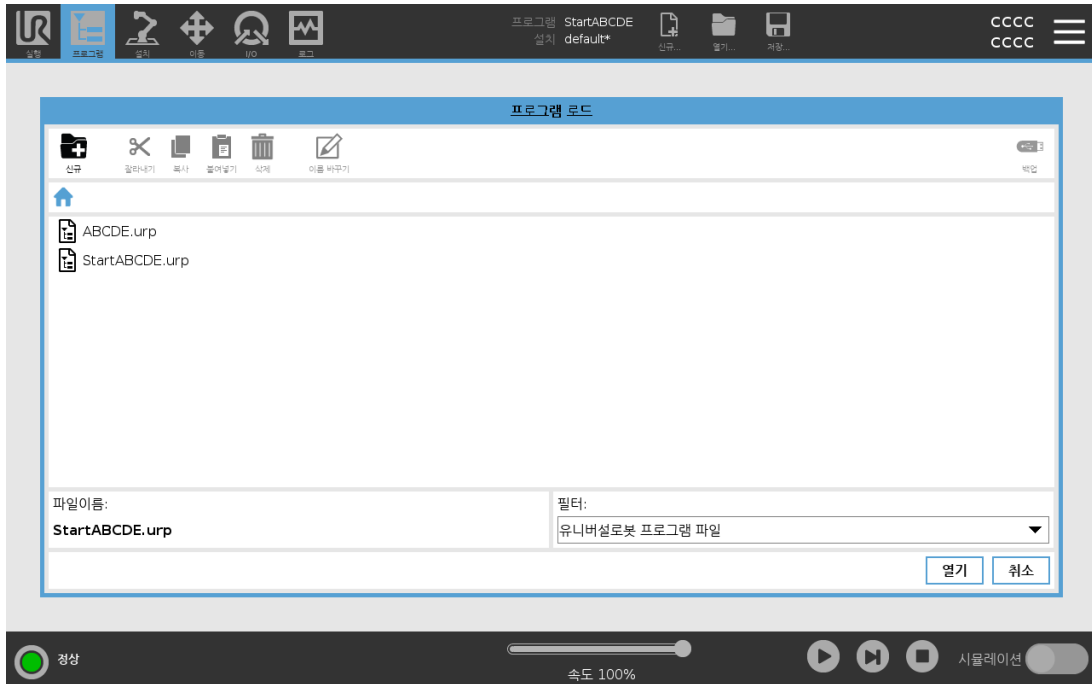 프로그램 StartABCDE
설치 default*
cccc
cccc
실행
프로그램
설치
이동
I/O
로그
신규...
열기...
저장...
프로그램 로드
신규
잘라내기
복사
붙여넣기
삭제
이름 바꾸기
백업
ABCDE.urp
StartABCDE.urp
파일이름:
필터:
StartABCDE.urp
유니버설로봇 프로그램 파일
열기
취소
정상
속도 100%
시뮬레이션